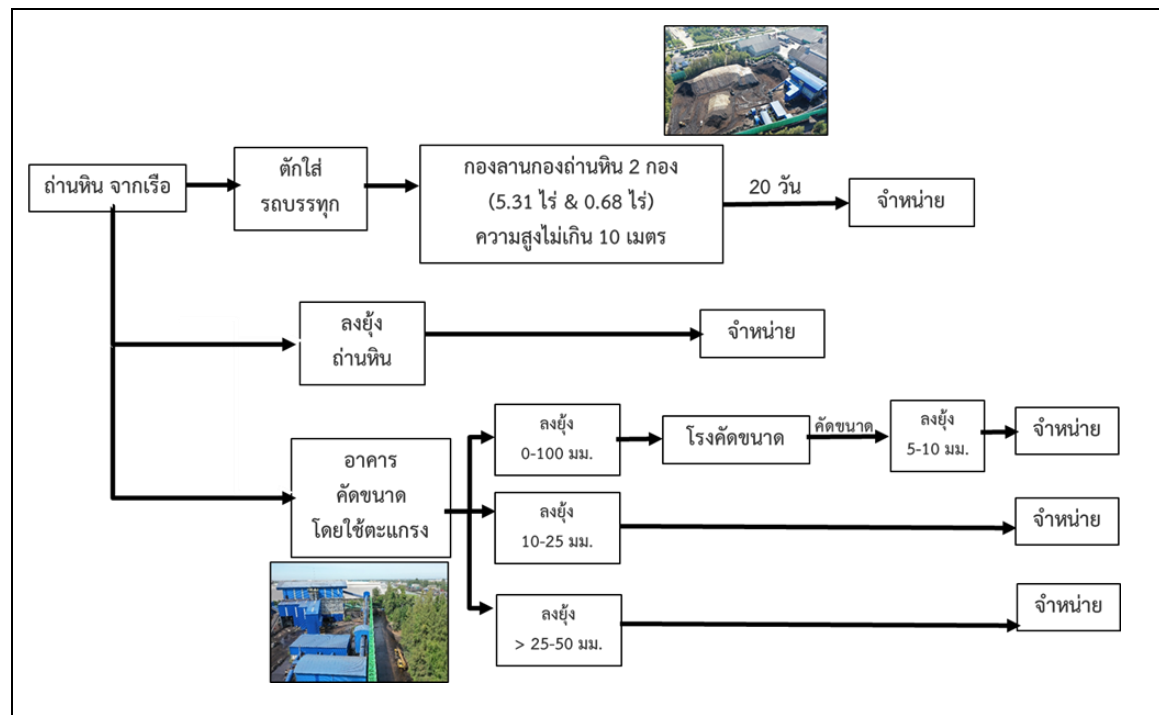 ถ่านหิน จากเรือ
ตักใส่
รถบรรทุก
กองลานกองถ่านหิน 2 กอง
(5.31 ไร่ & 0.68 ไร่)
ความสูงไม่เกิน 10 เมตร
20 วัน
จำหน่าย
ลงยุ้ง
ถ่านหิน
จำหน่าย
อาคาร
คัดขนาด
โดยใช้ตะแกรง
ลงยุ้ง
0-100 มม.
โรงคัดขนาด
คัดขนาด
ลงยุ้ง
5-10 มม.
จำหน่าย
ลงยุ้ง
10-25 มม.
จำหน่าย
ลงยุ้ง
> 25-50 มม.
จำหน่าย